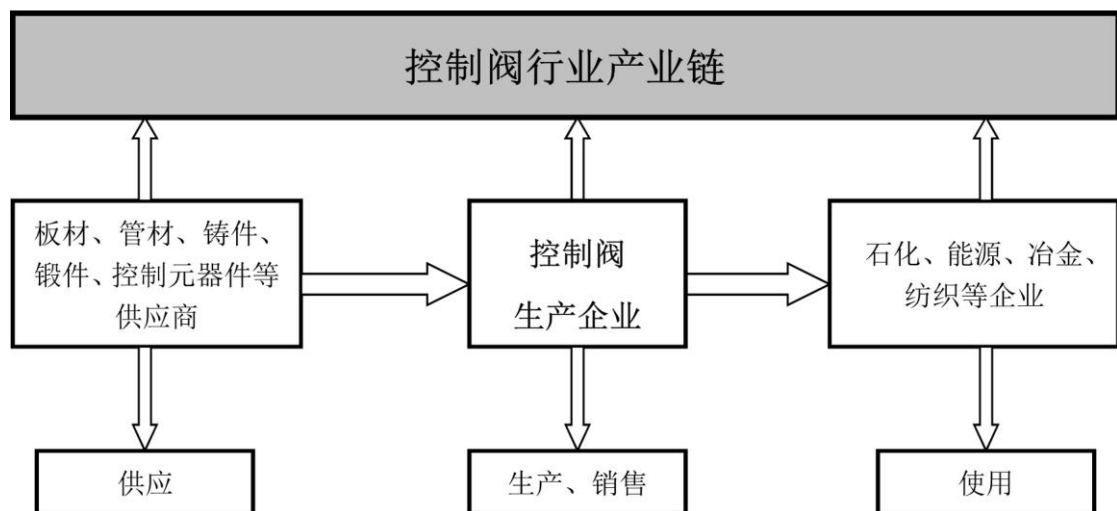 控制阀行业产业链
板材、管材、铸件、
锻件、控制元器件等
供应商
控制阀
生产企业
石化、能源、冶金、
纺织等企业
供应
生产、销售
使用